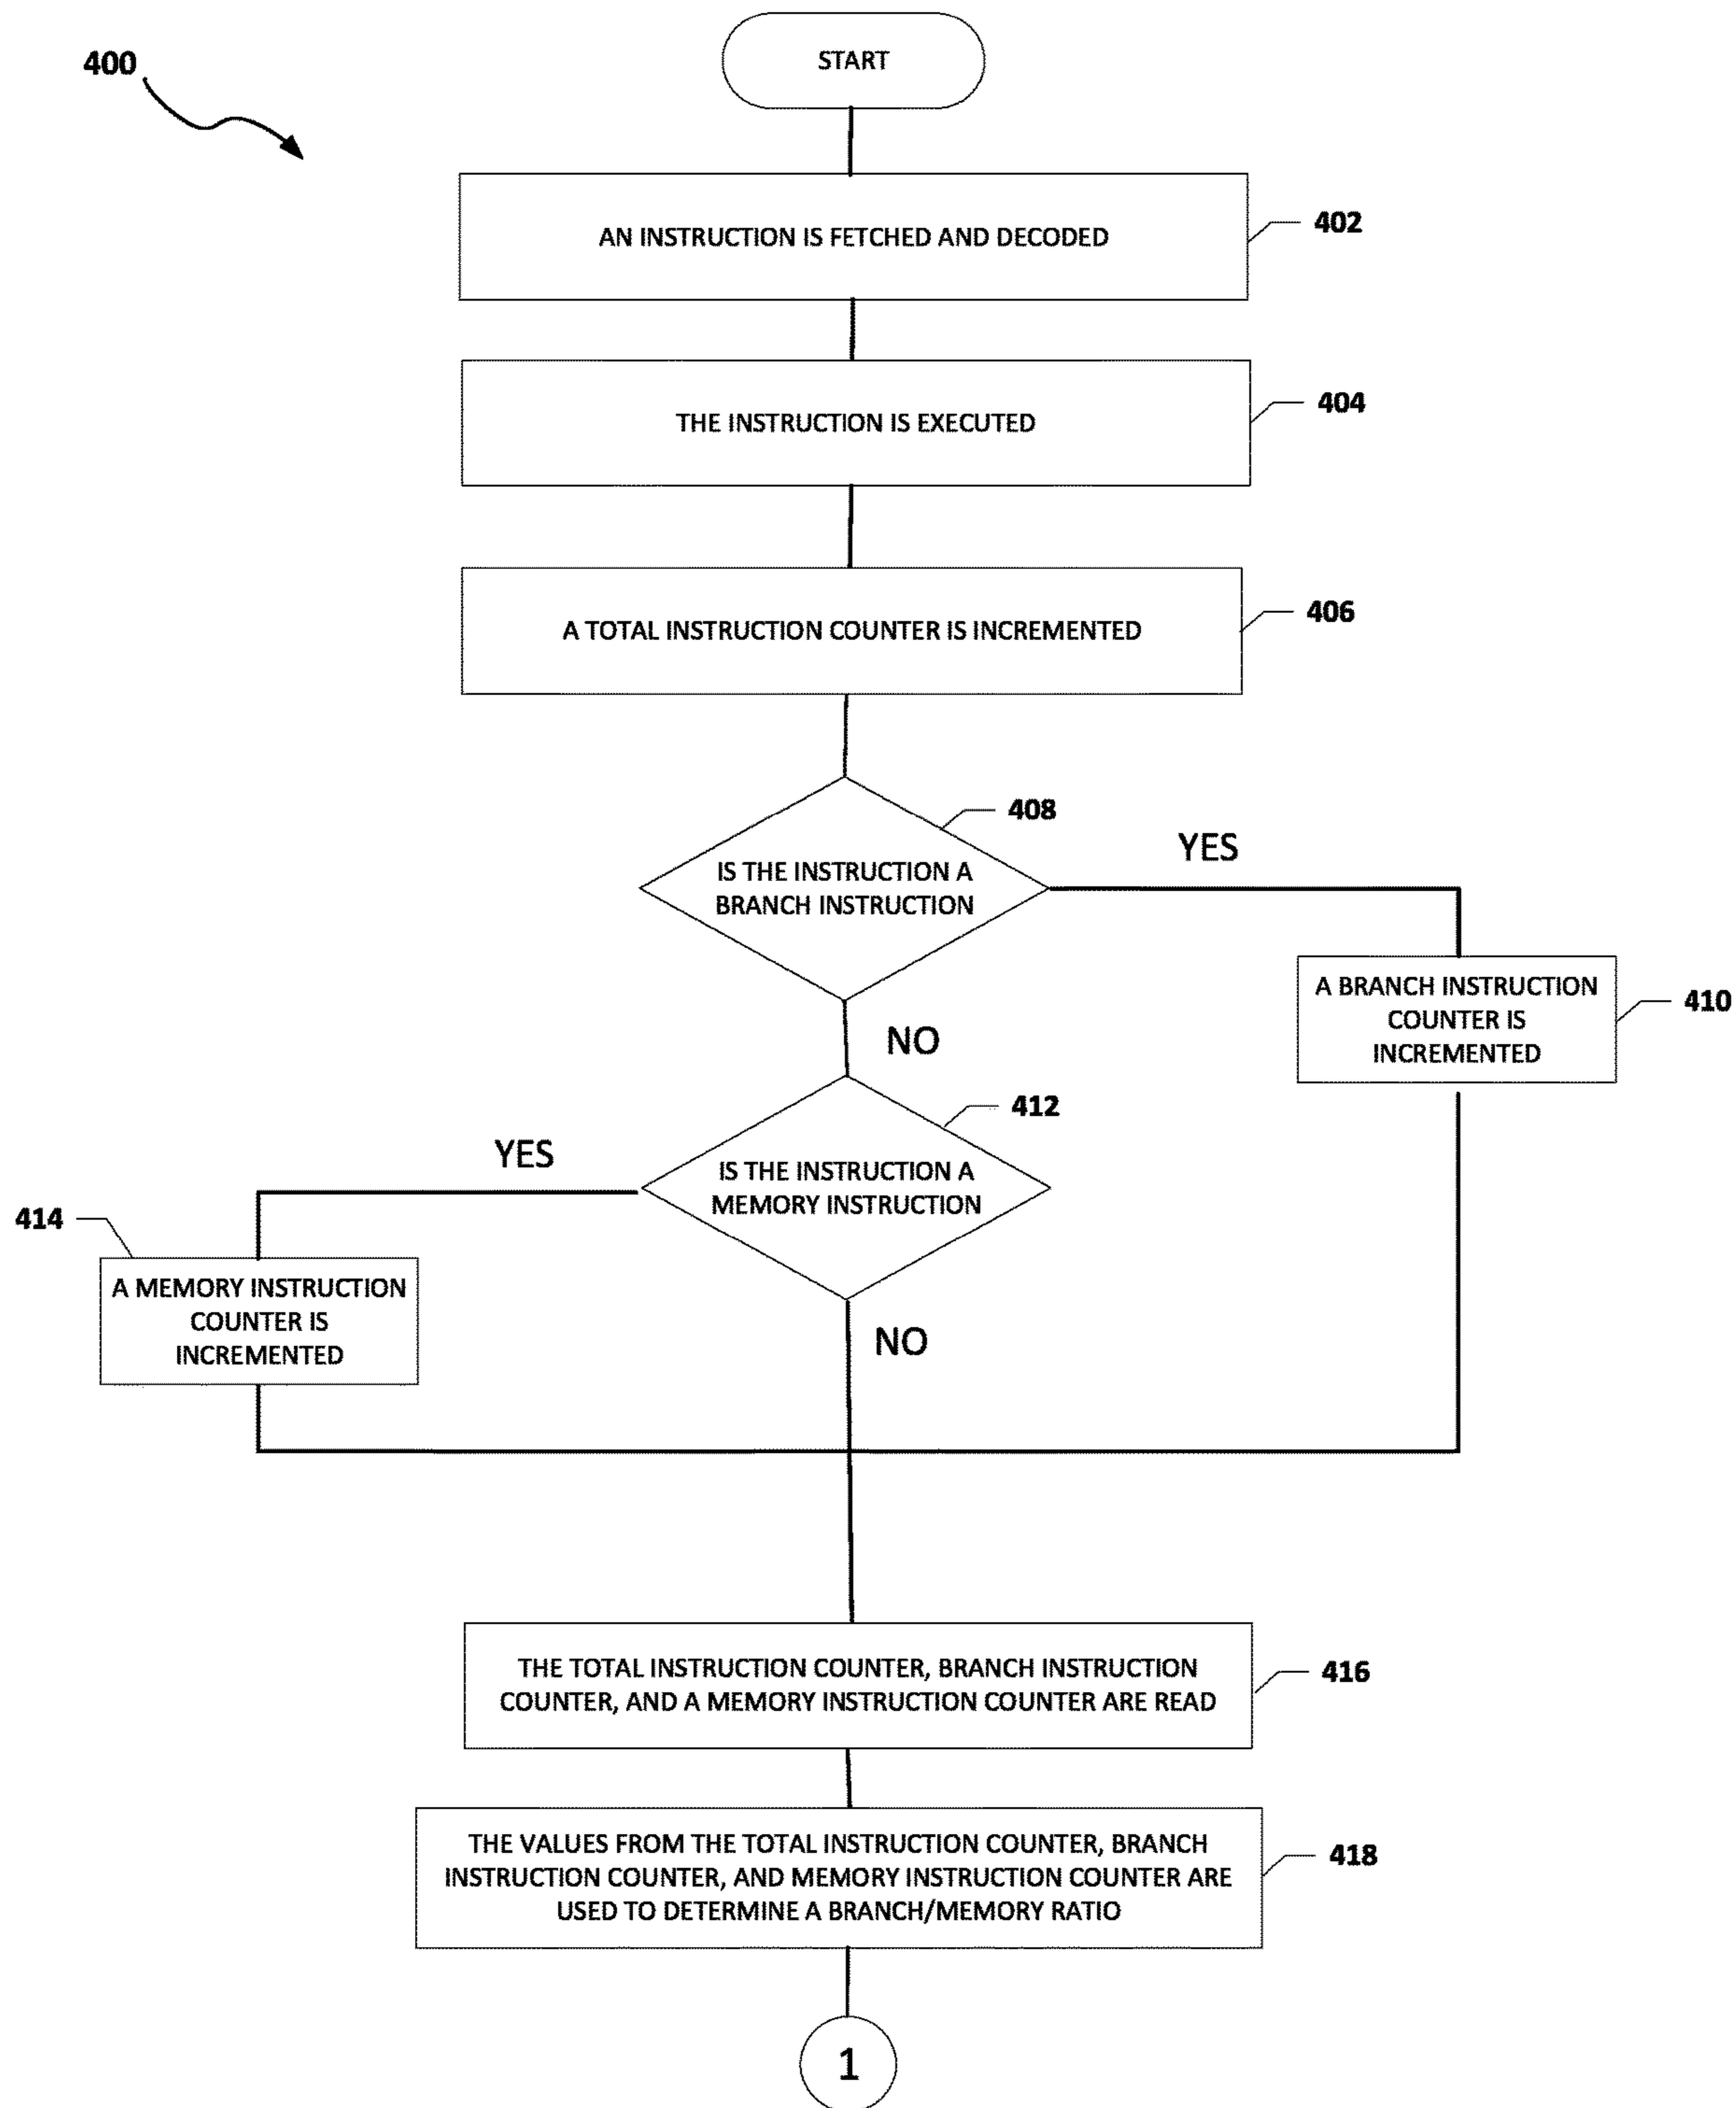 400
START
AN INSTRUCTION IS FETCHED AND DECODED
402
THE INSTRUCTION IS EXECUTED
404
A TOTAL INSTRUCTION COUNTER IS INCREMENTED
406
408
IS THE INSTRUCTION A
BRANCH INSTRUCTION
YES
A BRANCH INSTRUCTION
COUNTER IS
INCREMENTED
410
NO
412
IS THE INSTRUCTION A
MEMORY INSTRUCTION
YES
414
A MEMORY INSTRUCTION
COUNTER IS
INCREMENTED
NO
THE TOTAL INSTRUCTION COUNTER, BRANCH INSTRUCTION
COUNTER, AND A MEMORY INSTRUCTION COUNTER ARE READ
416
THE VALUES FROM THE TOTAL INSTRUCTION COUNTER, BRANCH
INSTRUCTION COUNTER, AND MEMORY INSTRUCTION COUNTER ARE
USED TO DETERMINE A BRANCH/MEMORY RATIO
418
1